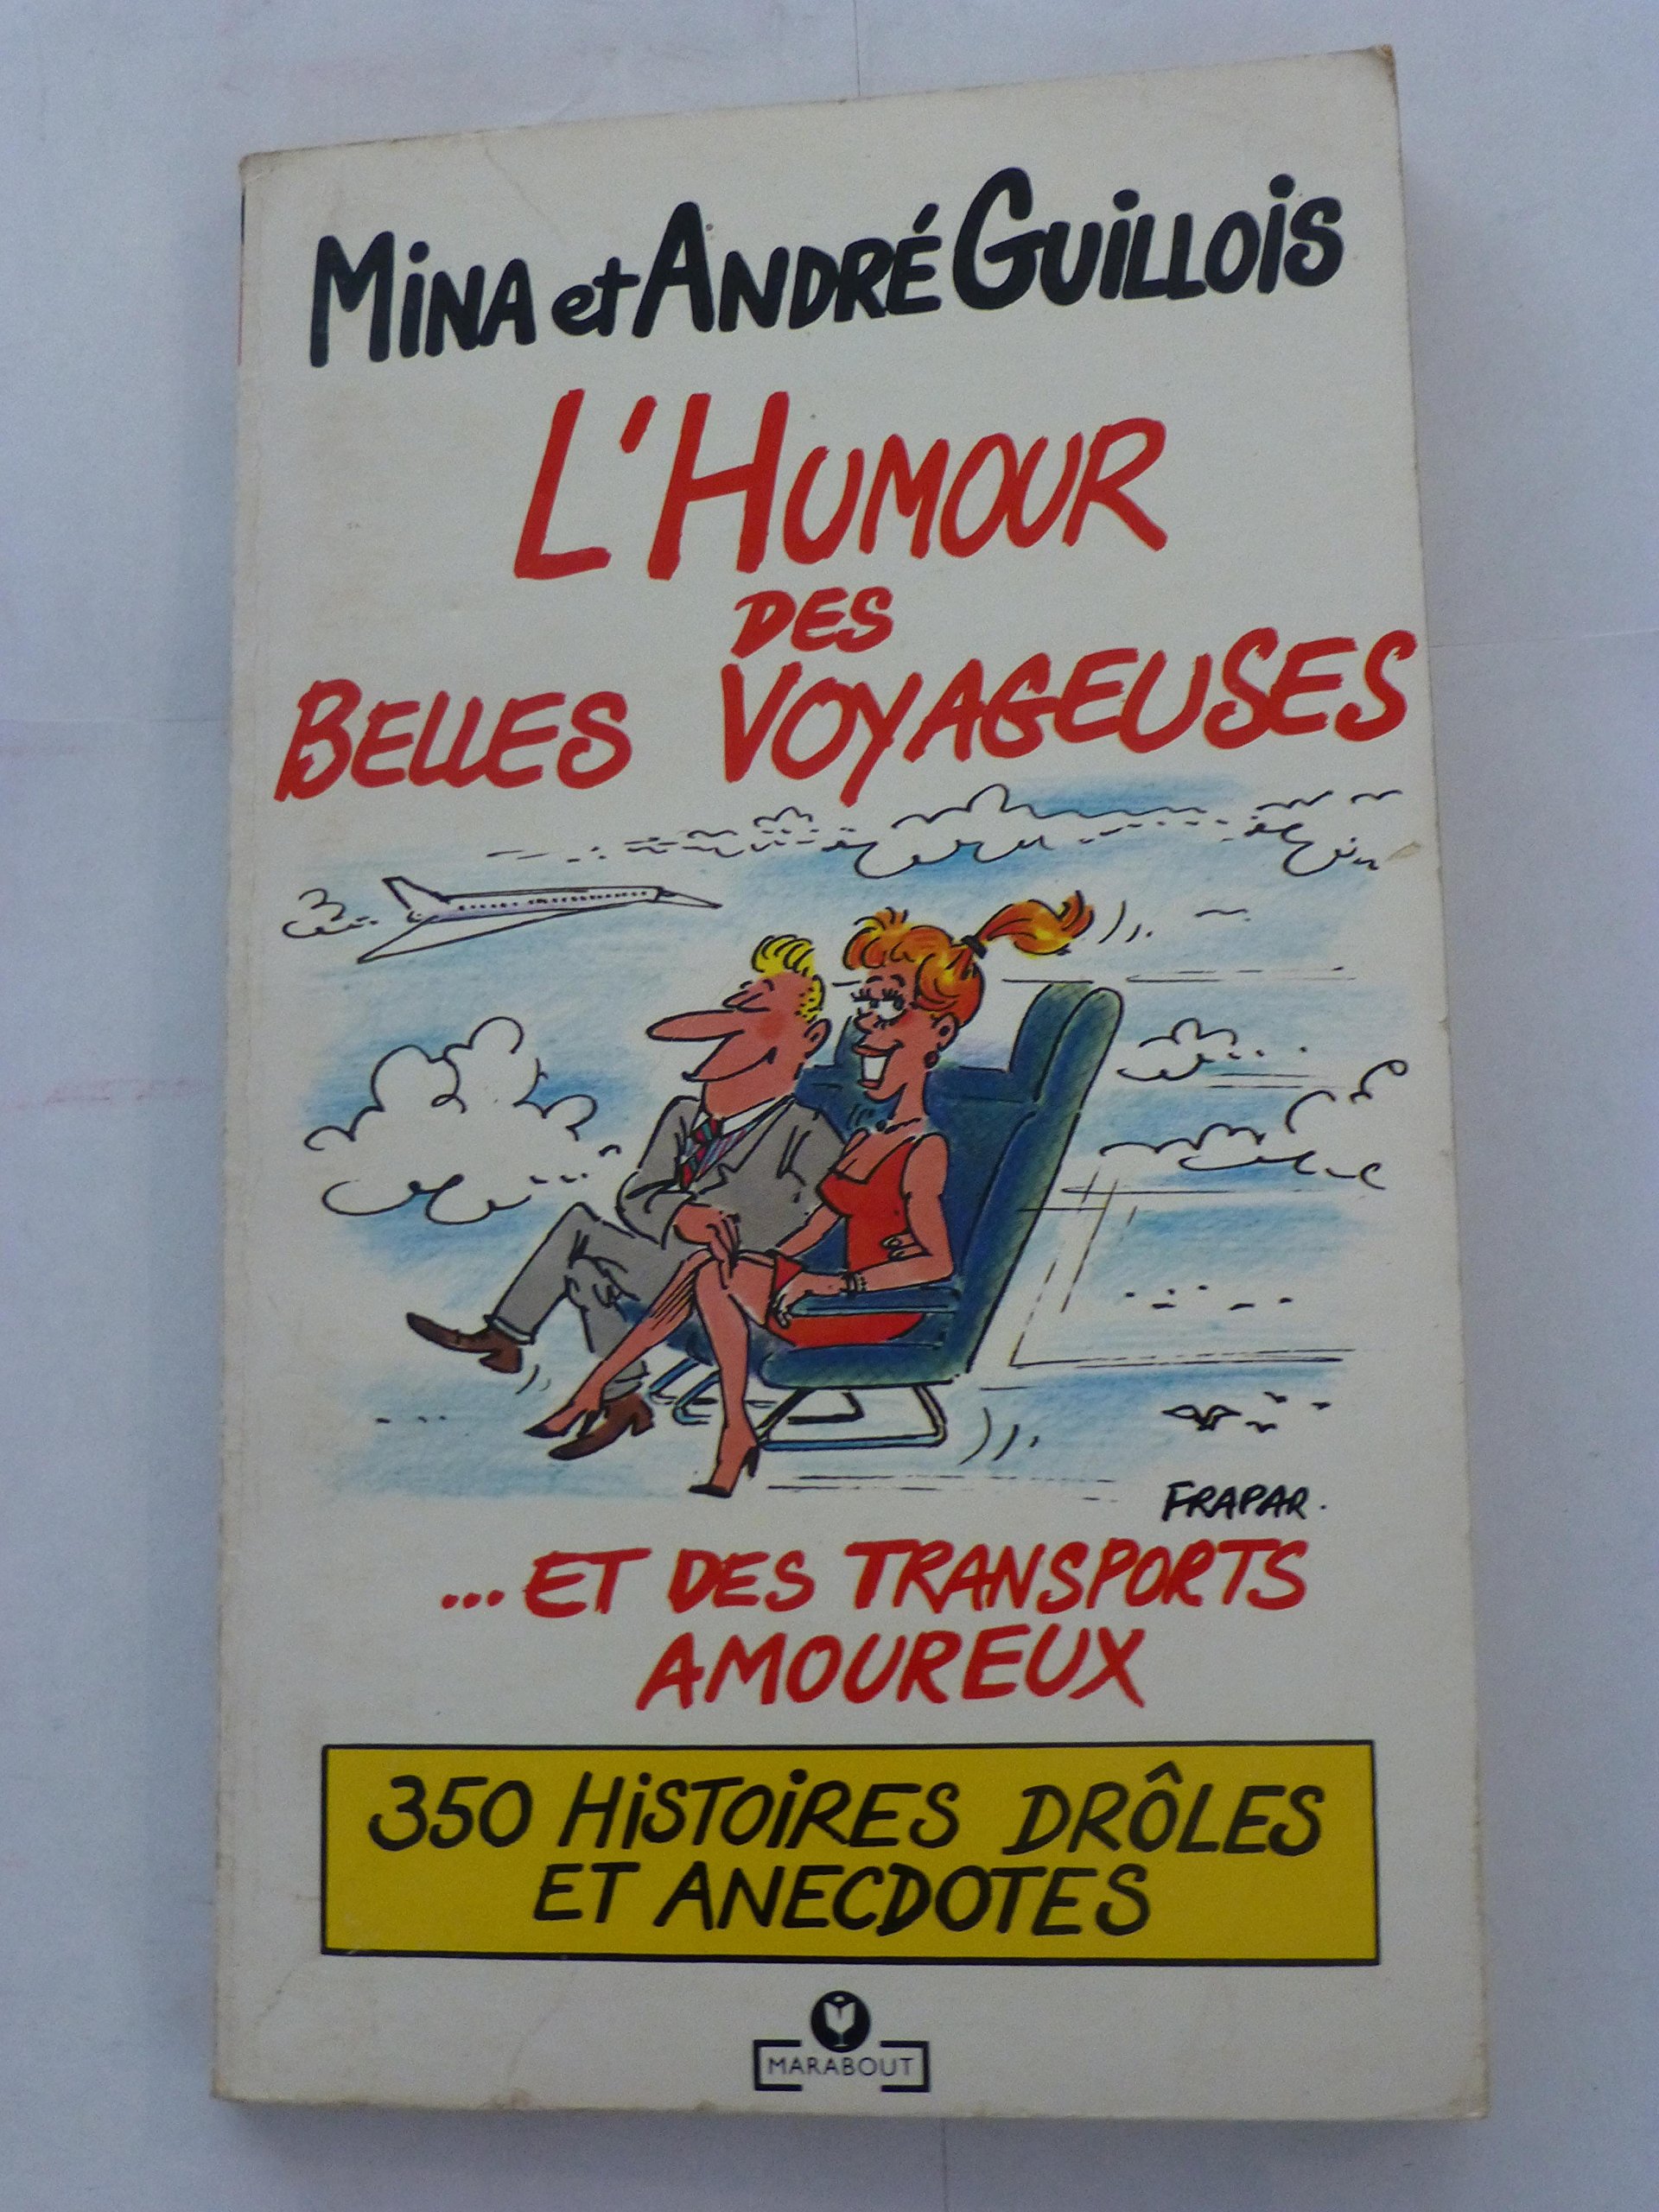 MiNA et ANDRÉ GUiLLOiS
L'HUMOUR
DES
BELLES VOYAGEUSES
FRAPAR.
...ET DES TRANSPORTS
AMOUREUX
350 HiSTOiRES DRÔLES
ET ANECDOTES
MARABOUT